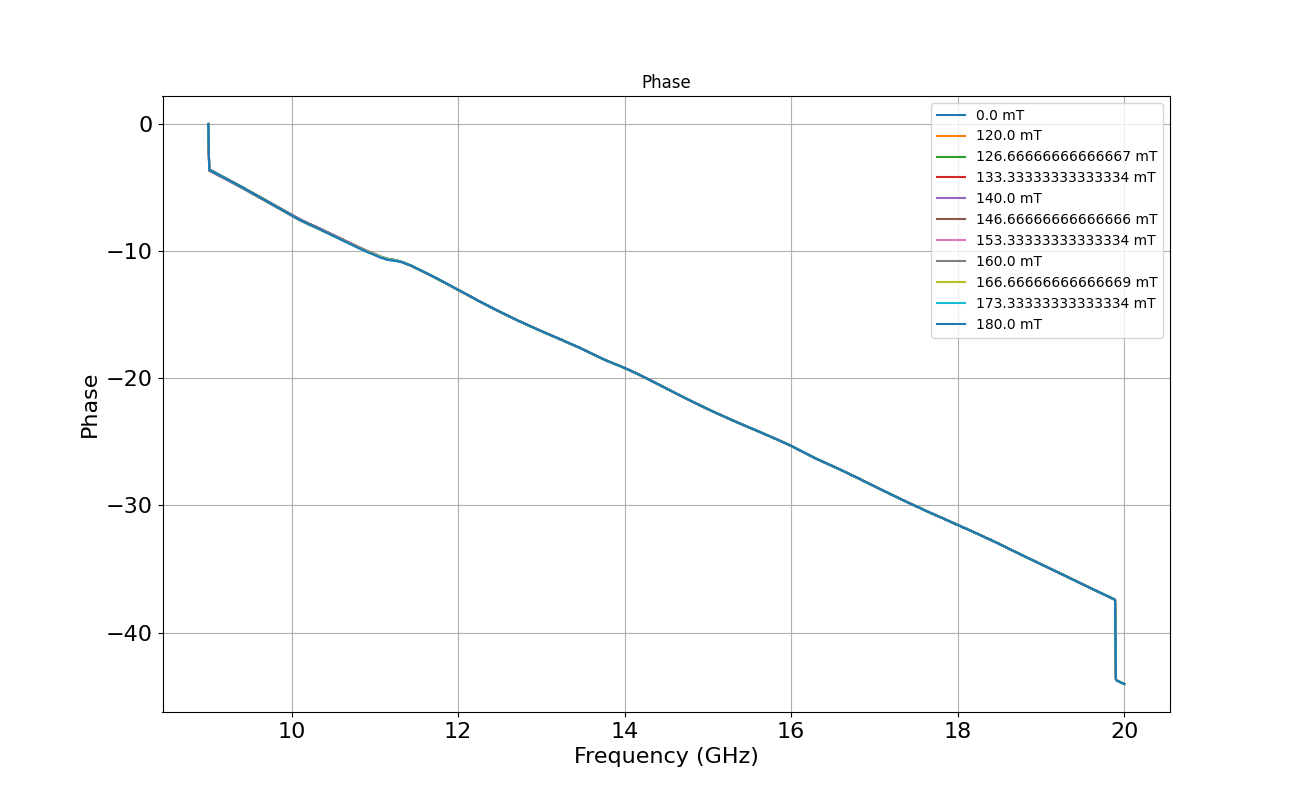 Phase
0
−10
−20
−30
−40
Phase
10
12
14
16
18
20
Frequency (GHz)
0.0 mT
120.0 mT
126.66666666666667 mT
133.33333333333334 mT
140.0 mT
146.66666666666666 mT
153.33333333333334 mT
160.0 mT
166.66666666666669 mT
173.33333333333334 mT
180.0 mT